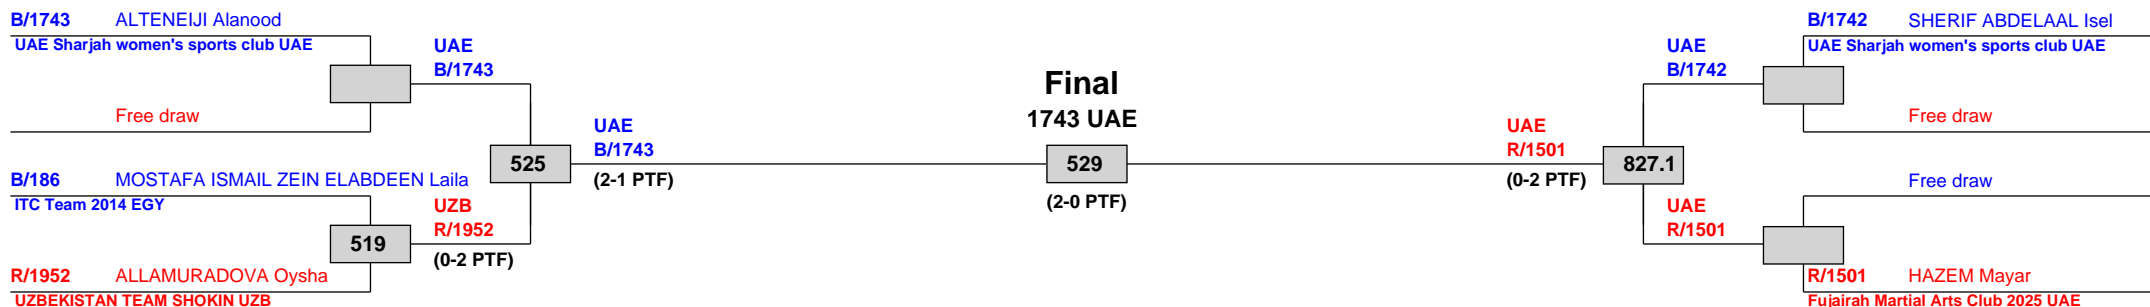 B/1743 ALTENEIJI Alanood
UAE Sharjah women's sports club UAE
UAE
B/1743
Free draw
525
UAE
B/1743
(2-1 PTF)
B/186 MOSTAFA ISMAIL ZEIN ELABDEEN Laila
ITC Team 2014 EGY
519
UZB
R/1952
(0-2 PTF)
R/1952 ALLAMURADOVA Oysha
UZBEKISTAN TEAM SHOKIN UZB
Final
1743 UAE
529
(2-0 PTF)
UAE
R/1501
(0-2 PTF)
827.1
UAE
B/1742
B/1742 SHERIF ABDELAAL Isel
UAE Sharjah women's sports club UAE
Free draw
Free draw
UAE
R/1501
R/1501 HAZEM Mayar
Fujairah Martial Arts Club 2025 UAE